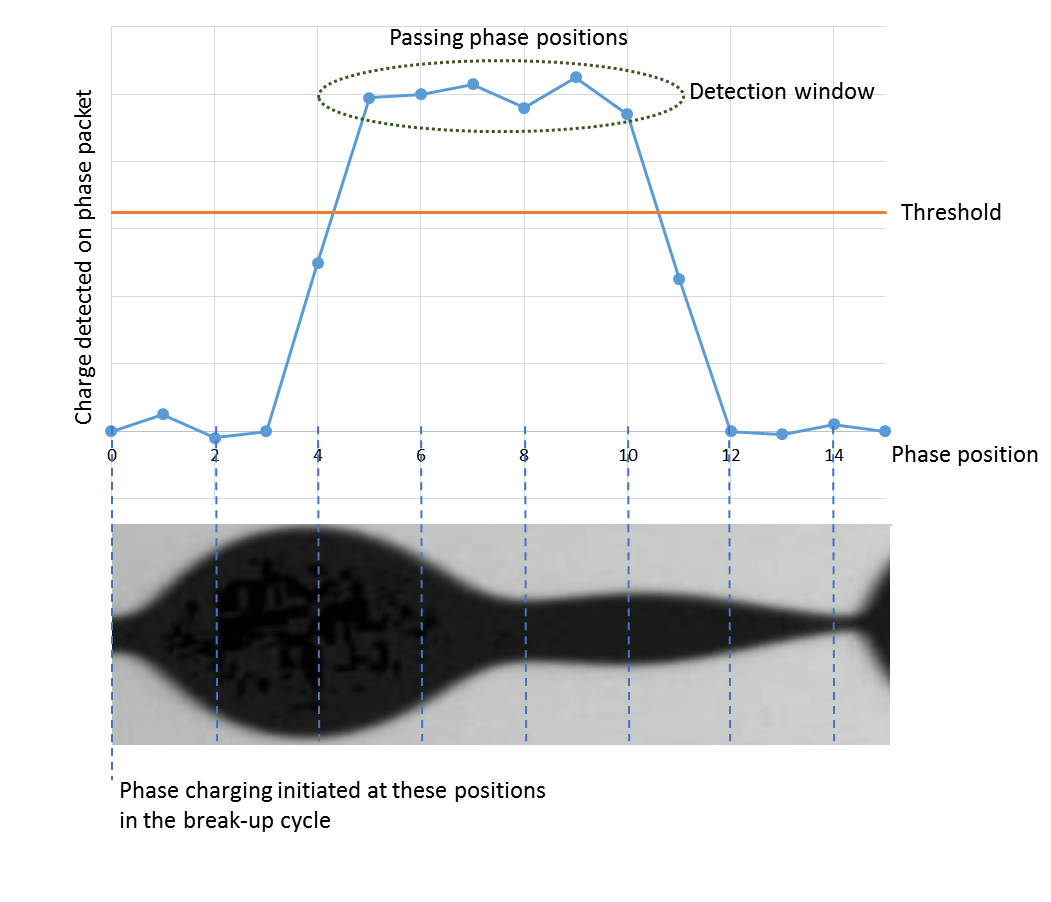 Passing phase positions
Detection window
Charge detected on phase packet
Threshold
0 2 4 6 8 10 12 14
Phase position
Phase charging initiated at these positions
in the break-up cycle